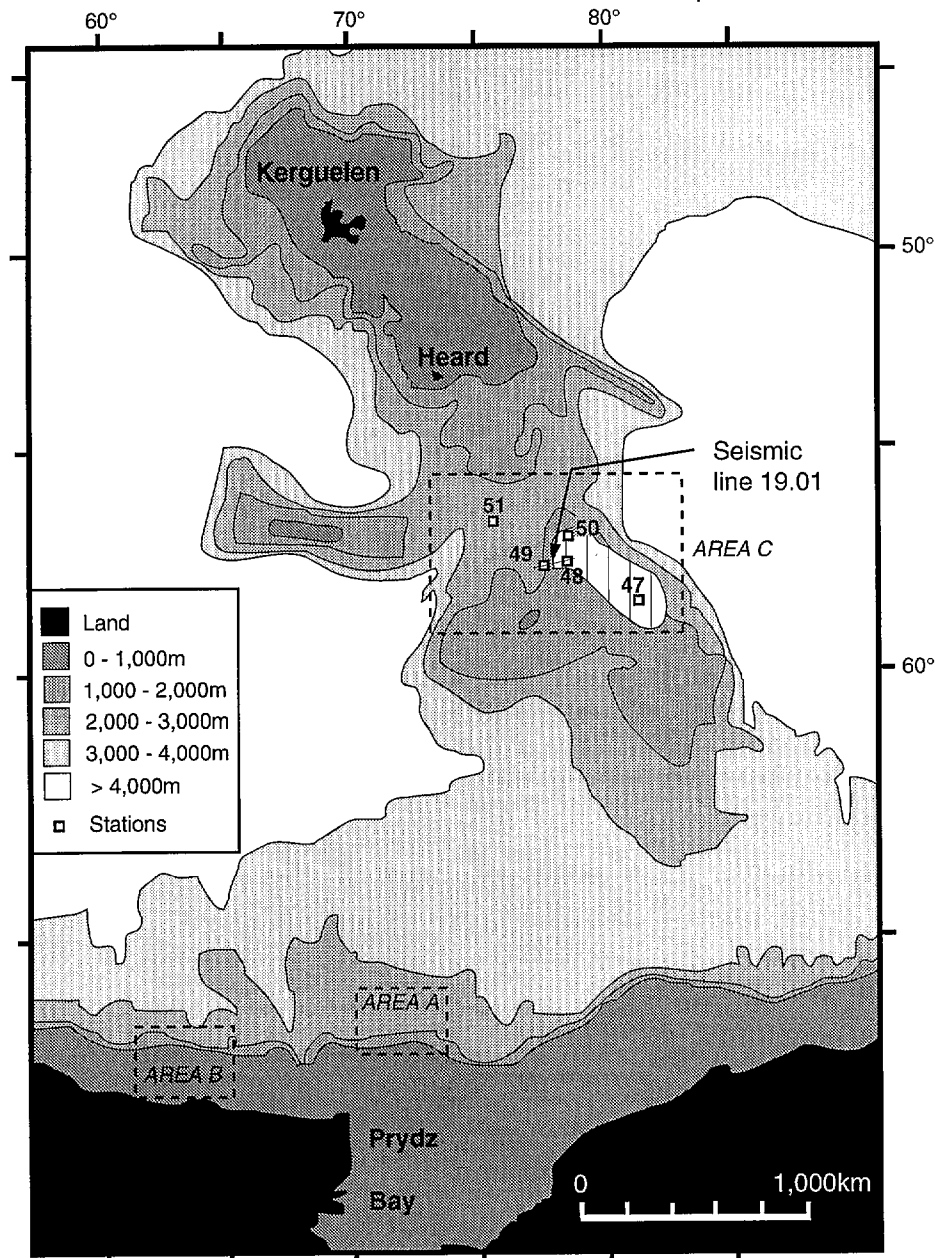 60° 70° 80°
Kerguelen
50°
Heard
Seismic
line 19.01
51
50
AREA C
49
48
47
Land
0 - 1,000m
1,000 - 2,000m
2,000 - 3,000m
3,000 - 4,000m
> 4,000m
Stations
60°
AREA A
AREA B
Prydz
Bay
0 1,000km